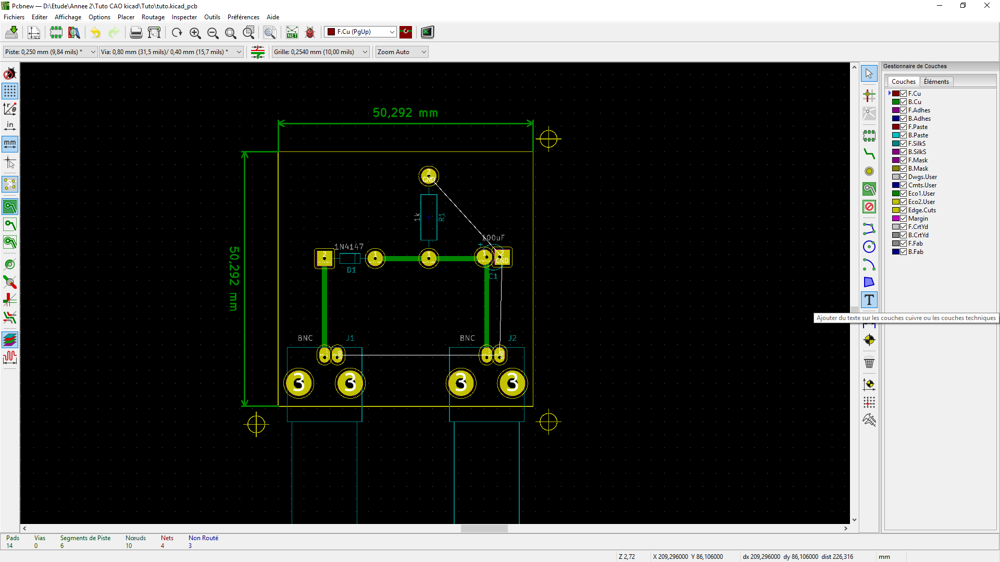 Pcbnew — D:\Etude\Annee 2\Tuto CAO kicad\Tuto\tuto.kicad_pcb
Fichiers Editer Affichage Options Placer Routage Inspecter Outils Préférences Aide
NET
F.Cu (PgUp)
Piste: 0,250 mm (9,84 mils) *
Via: 0,80 mm (31,5 mils)/ 0,40 mm (15,7 mils) *
Grille: 0,2540 mm (10,00 mils)
Zoom Auto
in
mm
50,292 mm
50,292 mm
2
GND
1k
R1
100uF
+
1N4147
2
1
1
1
2
GND
D1
C1
BNC
J1
BNC
J2
GND
GND
3
3
3
3
T
Ajouter du texte sur les couches cuivre ou les couches techniques
Gestionnaire de Couches
Couches
Éléments
F.Cu
B.Cu
F.Adhes
B.Adhes
F.Paste
B.Paste
F.SilkS
B.SilkS
F.Mask
B.Mask
Dwgs.User
Cmts.User
Eco1.User
Eco2.User
Edge.Cuts
Margin
F.CrtYd
B.CrtYd
F.Fab
B.Fab
Pads Vias Segments de Piste Nœuds Nets Non Routé
14 0 6 10 4 3
Z 2,72 X 209,296000 Y 86,106000 dx 209,296000 dy 86,106000 dist 226,316 mm